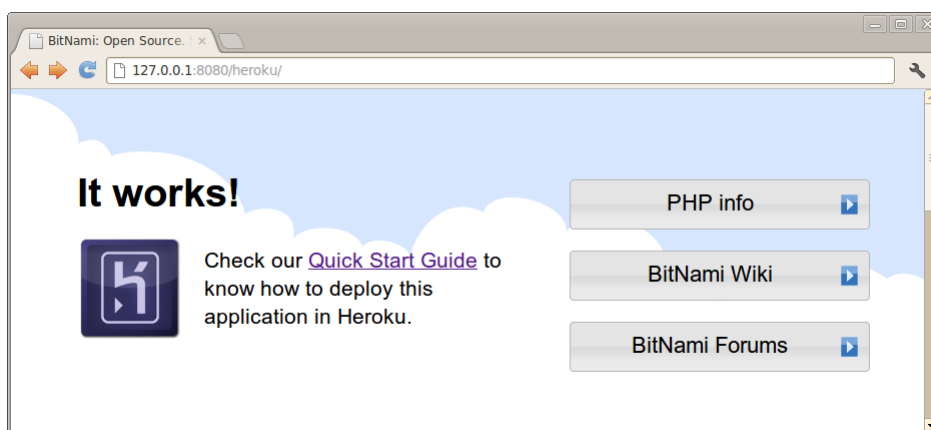 BitNami: Open Source.
127.0.0.1:8080/heroku/
It works!
PHP info
Check our Quick Start Guide to
know how to deploy this
application in Heroku.
BitNami Wiki
BitNami Forums